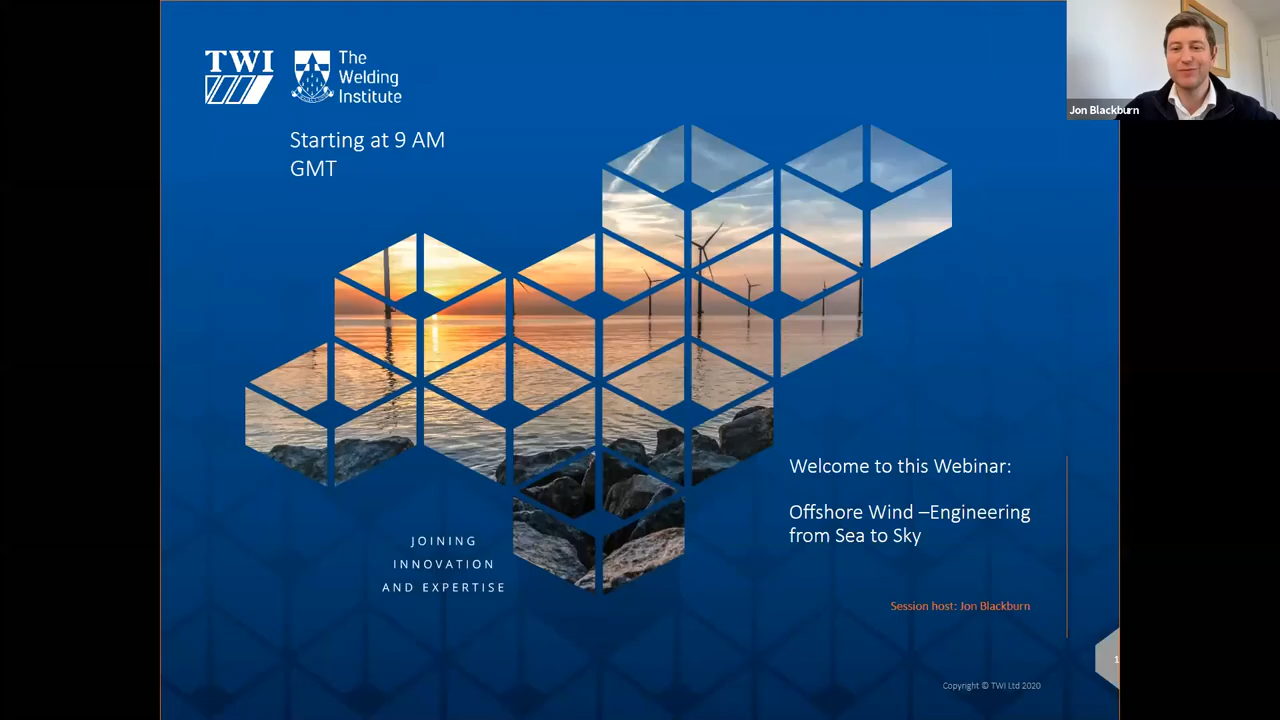 TWI
The
Welding
Institute
Jon Blackburn
Starting at 9 AM
GMT
Welcome to this Webinar:
Offshore Wind –Engineering
from Sea to Sky
JOINING
INNOVATION
AND EXPERTISE
Session host: Jon Blackburn
1
Copyright © TWI Ltd 2020